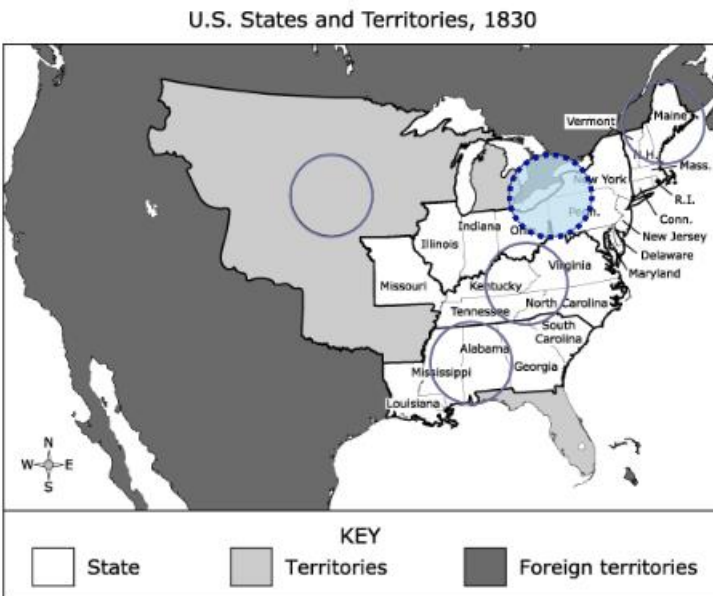 U.S. States and Territories, 1830
Maine
Vermont
N.H.
Mass.
New York
R.I.
Conn.
Penn.
New Jersey
Delaware
Maryland
Indiana
Illinois
Virginia
Missouri
Kentucky
North Carolina
Tennessee
South
Carolina
Alabama
Mississippi
Georgia
Louisiana
N
W E
S
KEY
State
Territories
Foreign territories